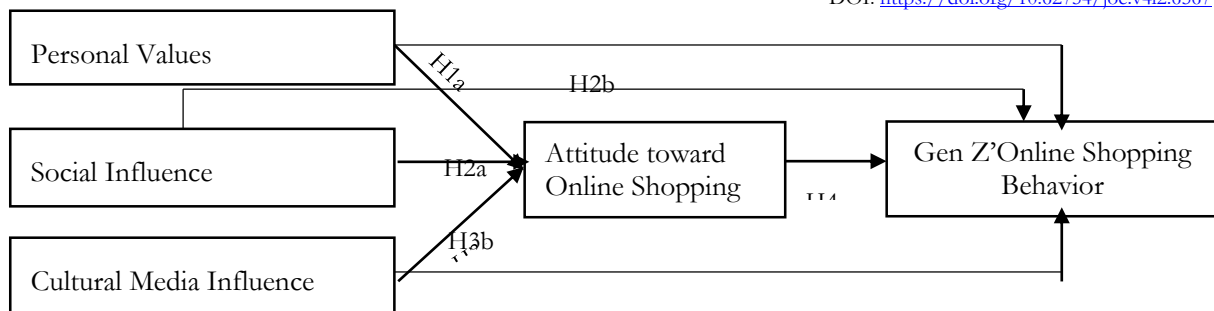 DOI:
Personal Values
H1a
H2b
Social Influence
H2a
Attitude toward
Online Shopping
Gen Z'Online Shopping
Behavior
H4
H3b
Cultural Media Influence